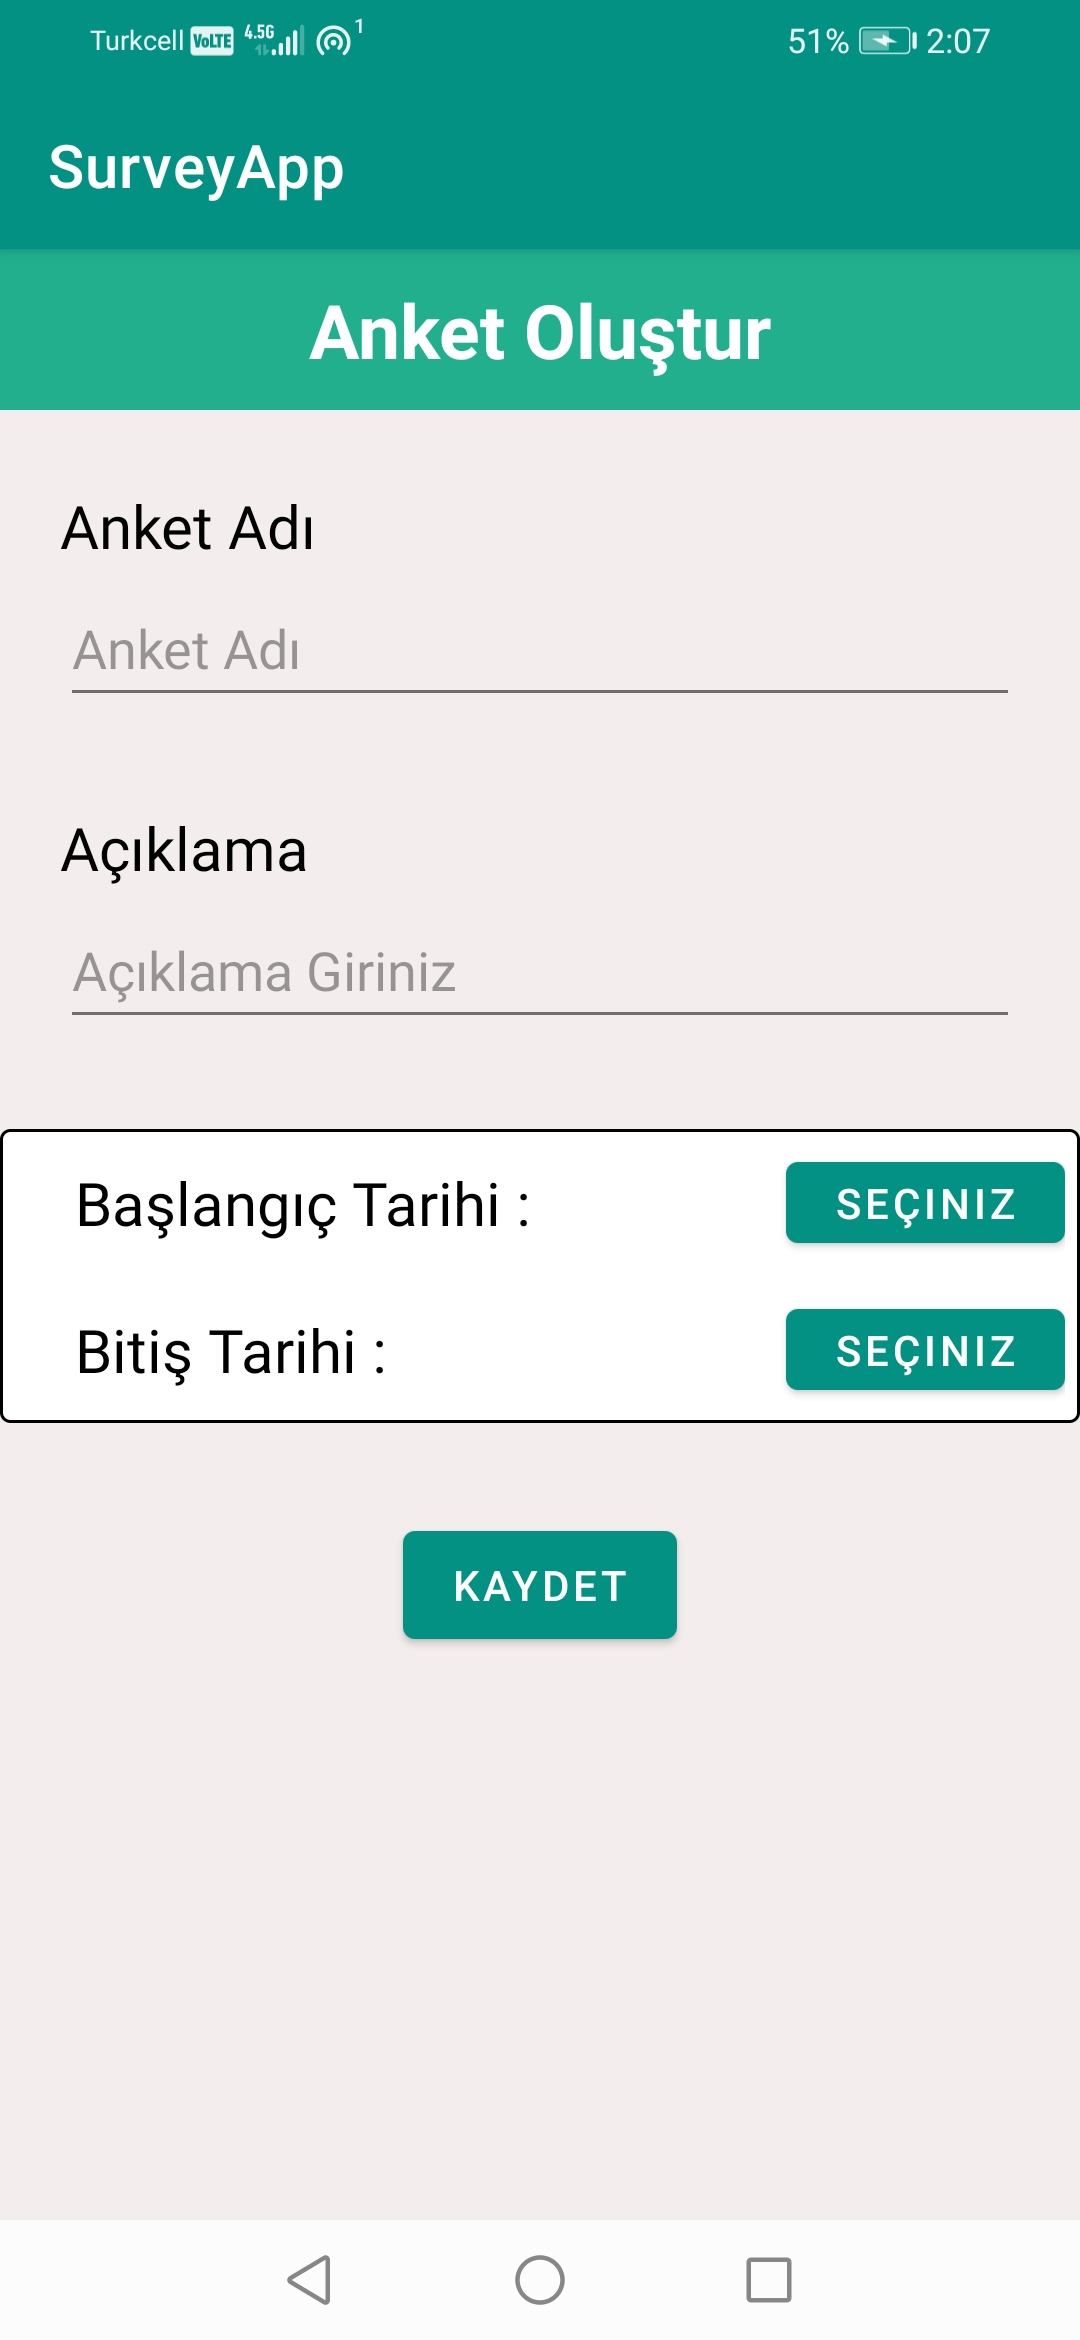 Turkcell VoLTE 4.5G 1 51% 2:07
SurveyApp
Anket Oluştur
Anket Adı
Anket Adı
Açıklama
Açıklama Giriniz
Başlangıç Tarihi : SEÇINIZ
Bitiş Tarihi : SEÇINIZ
KAYDET